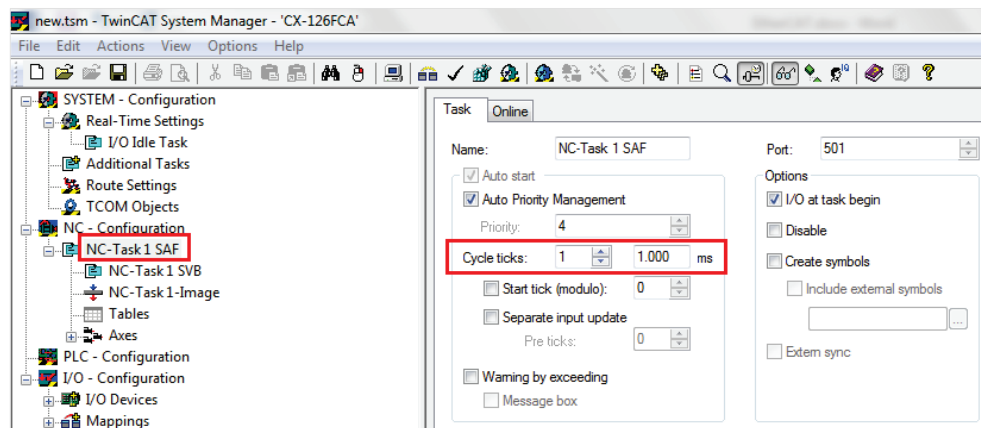 new.tsm - TwinCAT System Manager - 'CX-126FCA'
File Edit Actions View Options Help
SYSTEM - Configuration
Real-Time Settings
I/O Idle Task
Additional Tasks
Route Settings
TCOM Objects
NC - Configuration
NC-Task 1 SAF
NC-Task 1 SVB
NC-Task 1-Image
Tables
Axes
PLC - Configuration
I/O - Configuration
I/O Devices
Mappings
Task Online
Name: NC-Task 1 SAF Port: 501
Auto start
Auto Priority Management
Priority: 4
Cycle ticks: 1 1.000 ms
Start tick (modulo): 0
Separate input update
Pre ticks: 0
Warning by exceeding
Message box
Options
I/O at task begin
Disable
Create symbols
Include external symbols
...
Extern sync